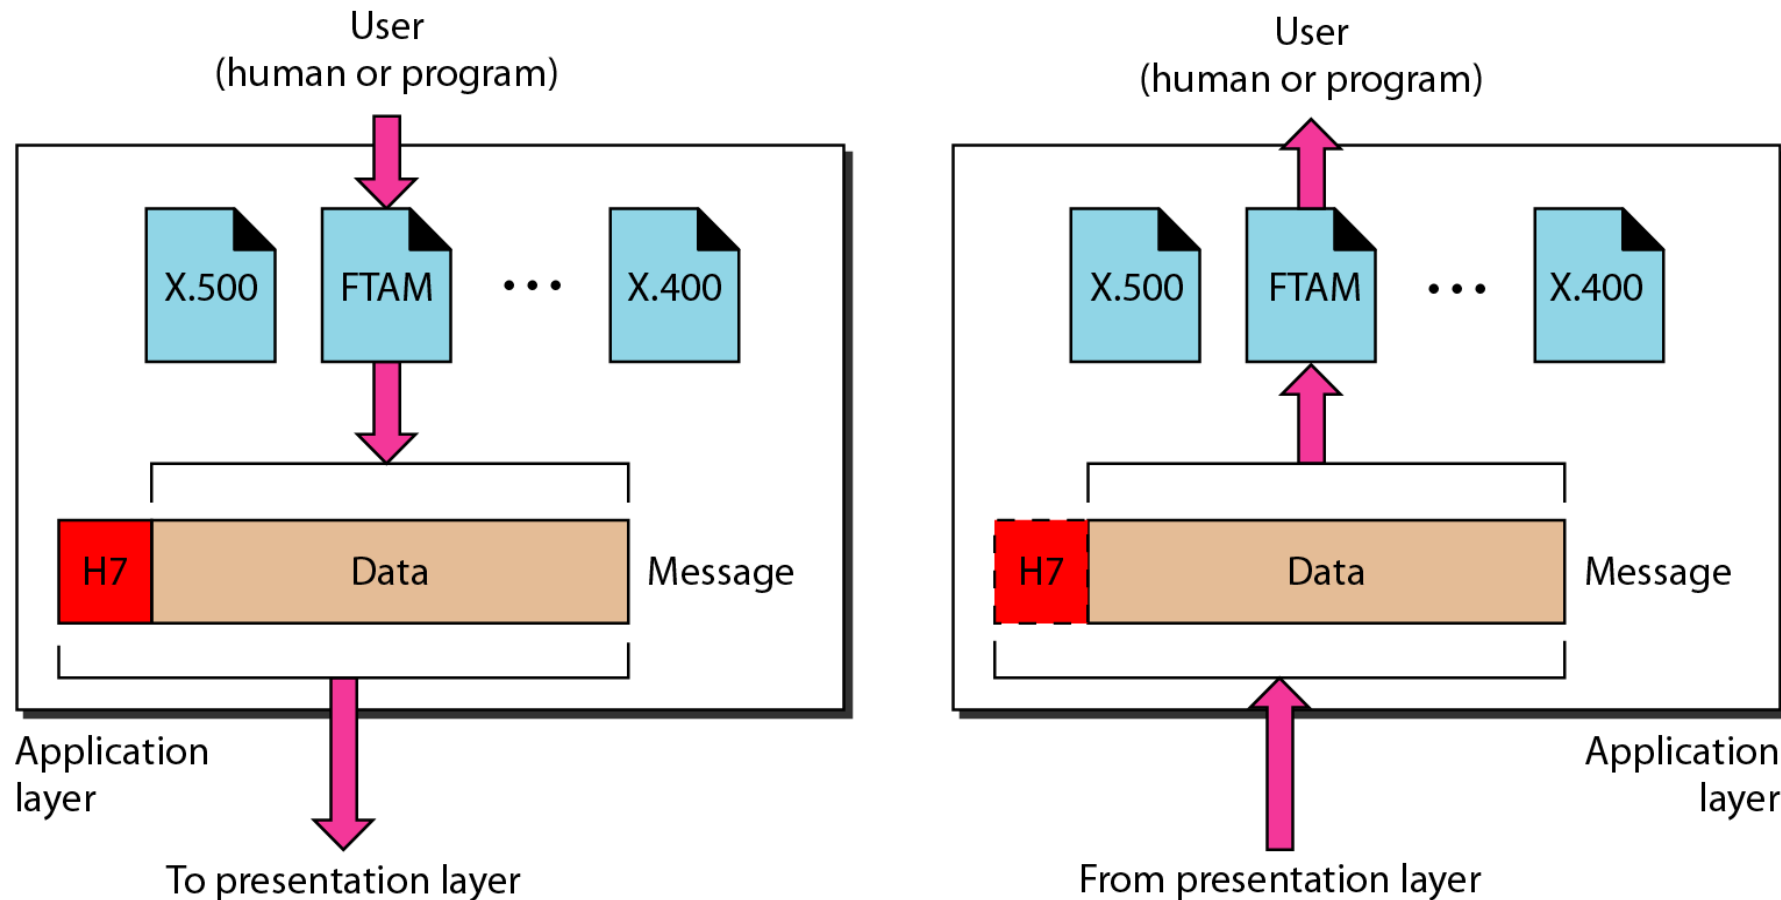 User
(human or program)
X.500
FTAM
...
X.400
H7
Data
Message
Application
layer
To presentation layer
User
(human or program)
X.500
FTAM
...
X.400
H7
Data
Message
Application
layer
From presentation layer